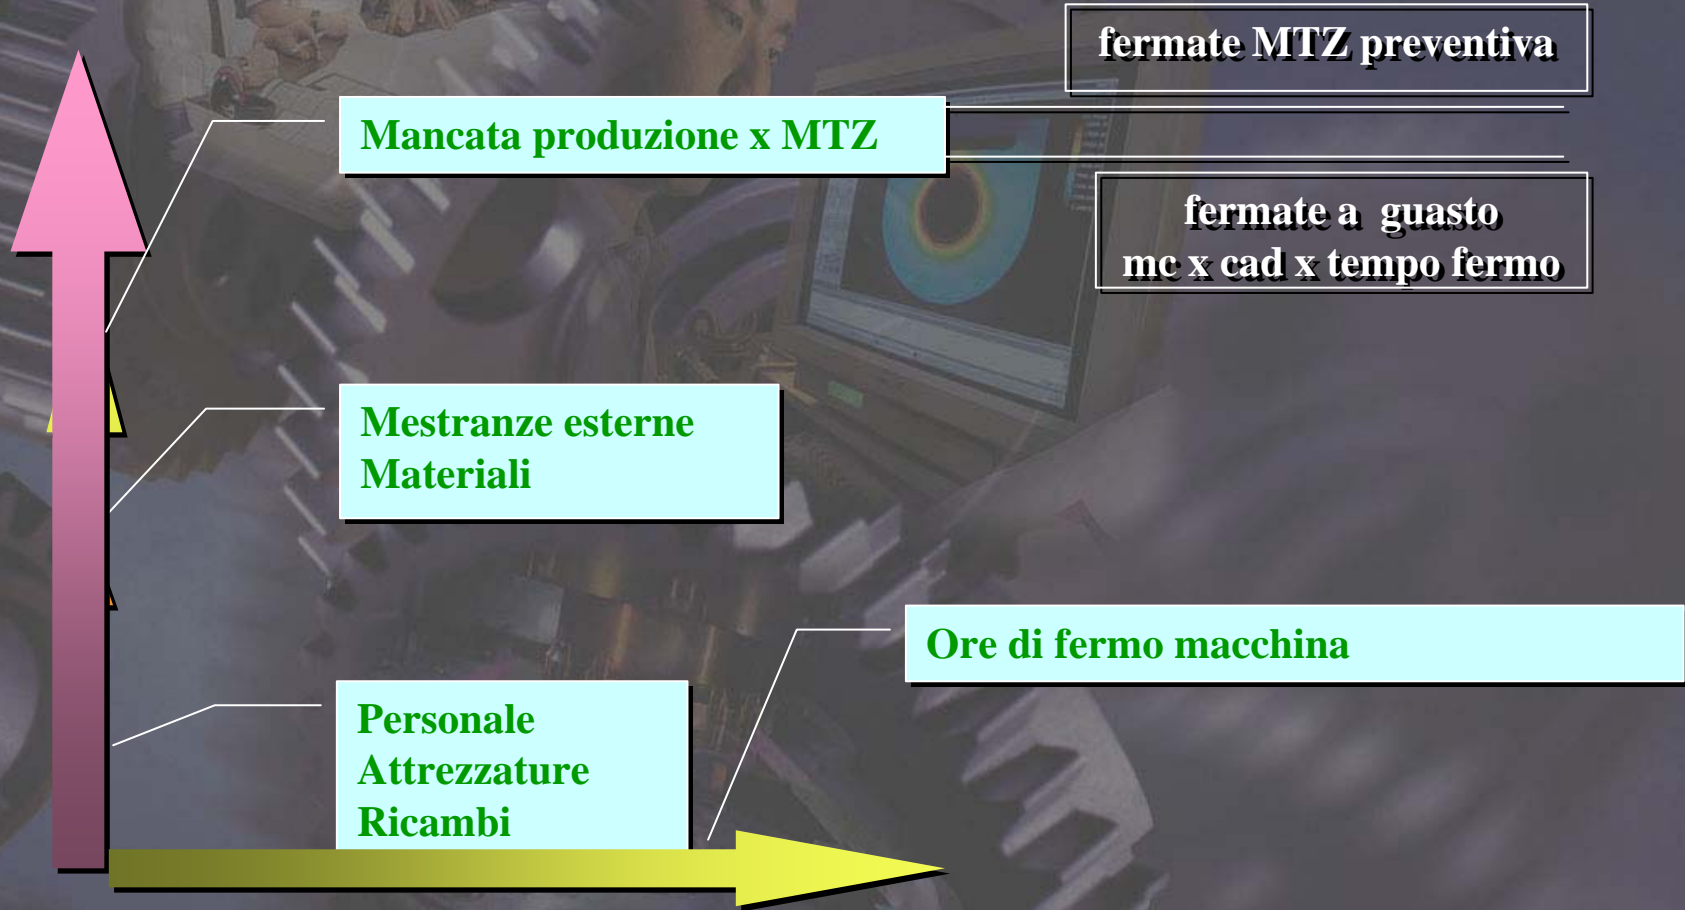 fermate MTZ preventiva
Mancata produzione x MTZ
fermate a guasto
mc x cad x tempo fermo
Mestranze esterne
Materiali
Ore di fermo macchina
Personale
Attrezzature
Ricambi